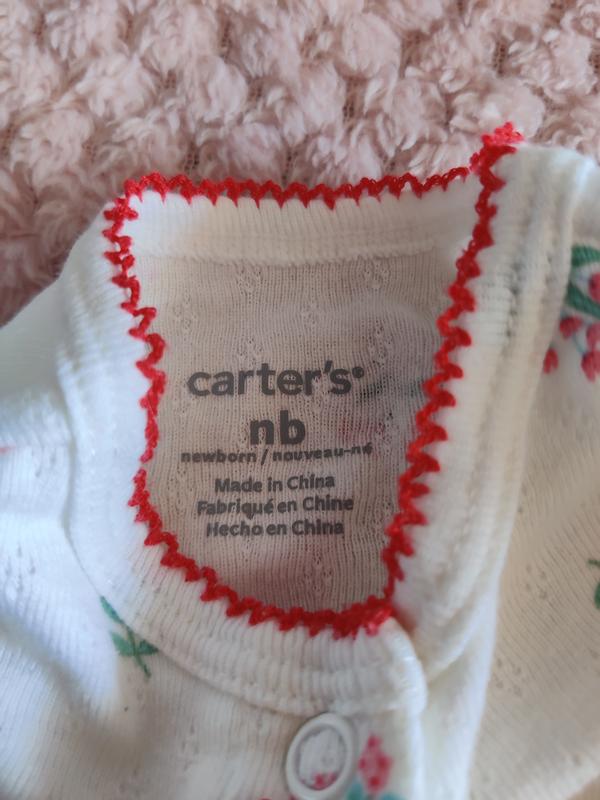 carter's®
nb
newborn / nouveau-né
Made in China
Fabriqué en Chine
Hecho en China